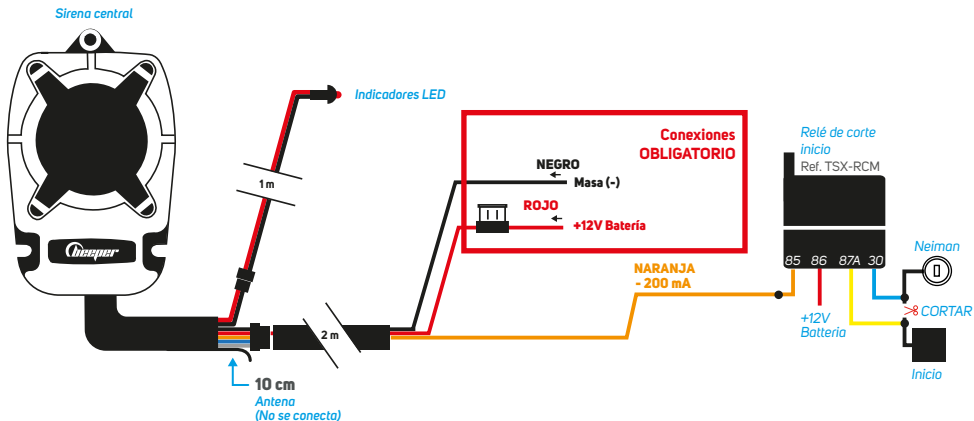 Sirena central
beeper
Indicadores LED
1 m
2 m
10 cm
Antena
(No se conecta)
Conexiones
OBLIGATORIO
NEGRO
Masa (-)
ROJO
+12V Batería
NARANJA
- 200 mA
Relé de corte
inicio
Ref. TSX-RCM
85 86 87A 30
+12V
Batteria
Neiman
CORTAR
Inicio